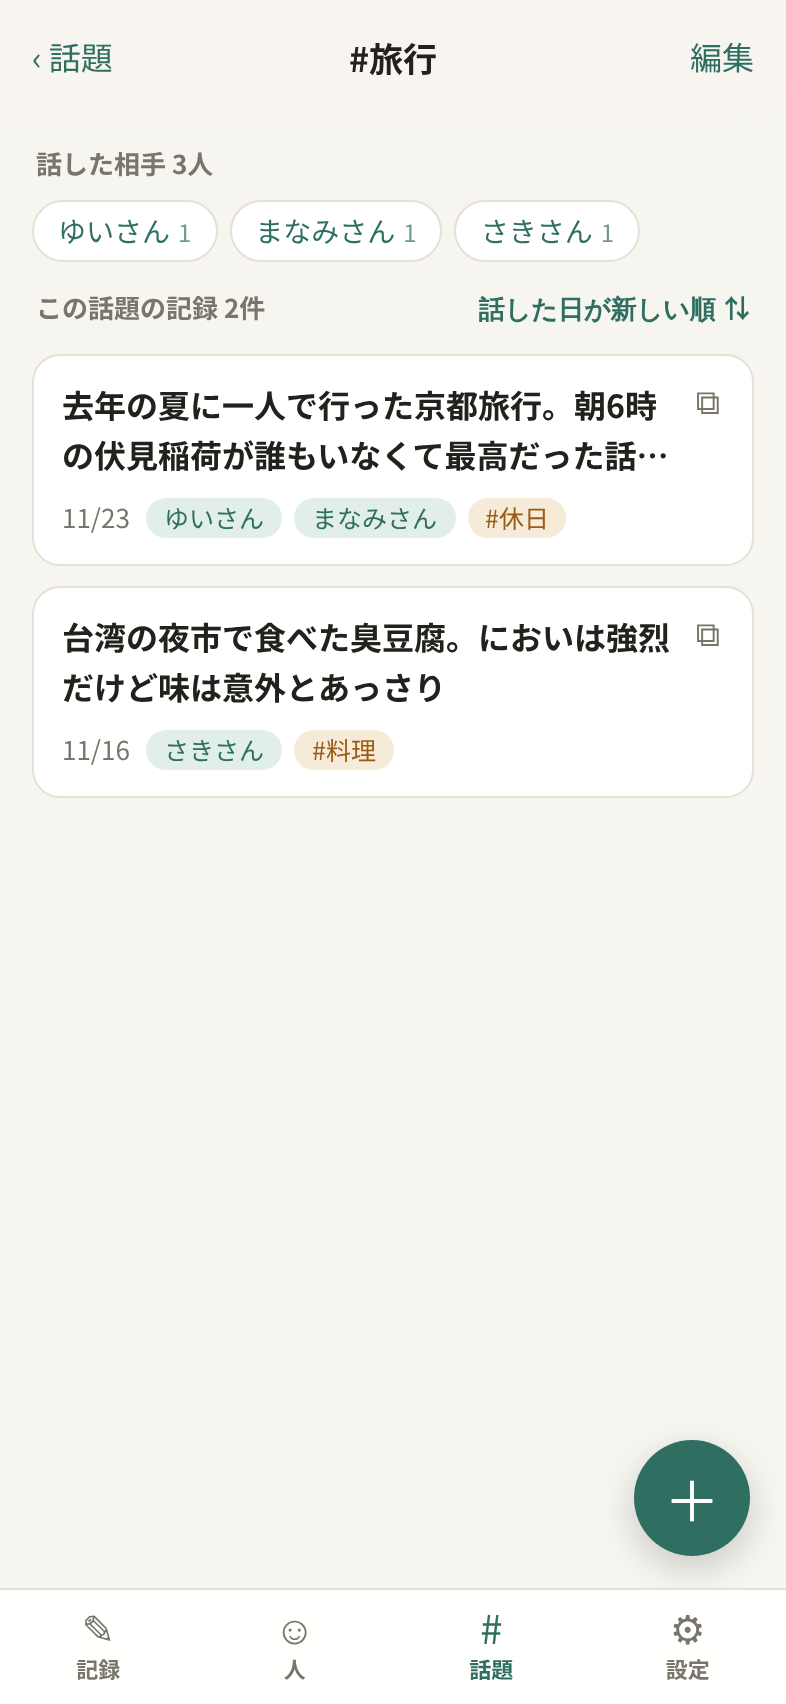 ‹ 話題
#旅行
編集
話した相手 3人
ゆいさん 1
まなみさん 1
さきさん 1
この話題の記録 2件
話した日が新しい順 ⇅
去年の夏に一人で行った京都旅行。朝6時
の伏見稲荷が誰もいなくて最高だった話…
11/23
ゆいさん
まなみさん
#休日
台湾の夜市で食べた臭豆腐。においは強烈
だけど味は意外とあっさり
11/16
さきさん
#料理
＋
記録
人
#
話題
設定